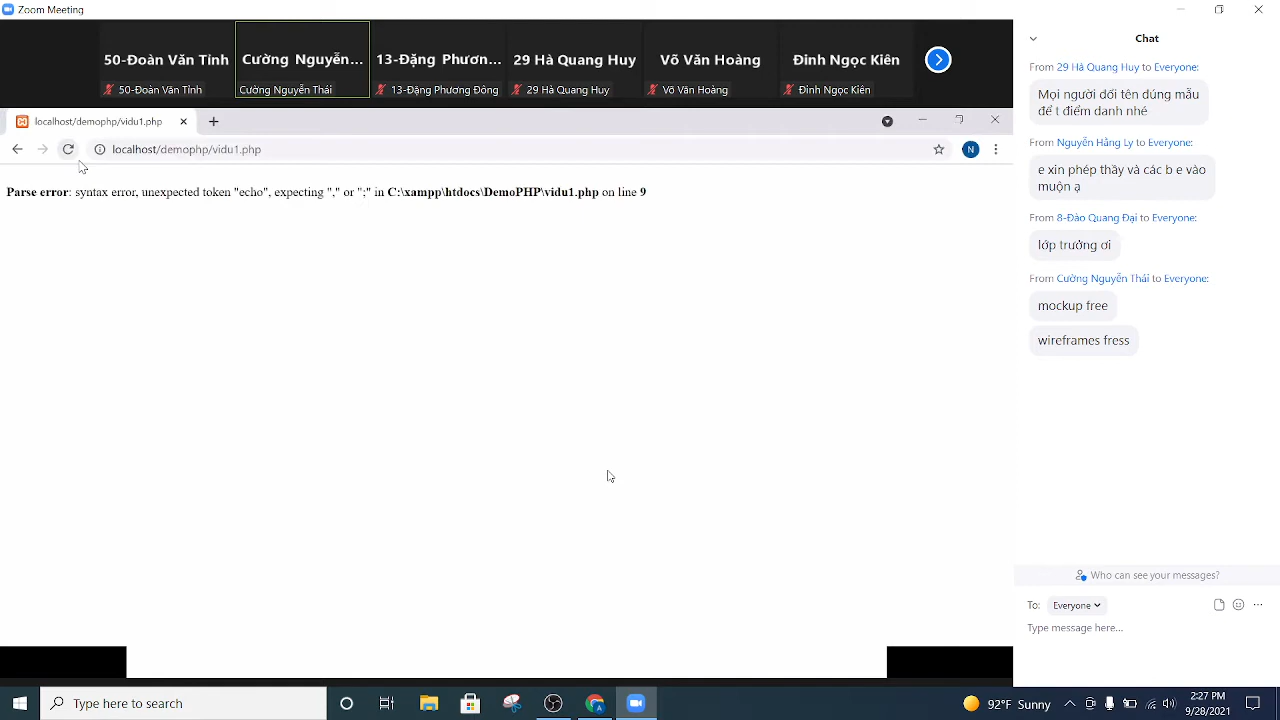 Zoom Meeting
50-Đoàn Văn Tỉnh
Cường Nguyễn...
13-Đặng Phươn...
29 Hà Quang Huy
Võ Văn Hoàng
Đinh Ngọc Kiên
50-Đoàn Văn Tỉnh
Cường Nguyễn Thái
13-Đặng Phương Đông
29 Hà Quang Huy
Võ Văn Hoàng
Đinh Ngọc Kiên
localhost/demophp/vidu1.php
N
localhost/demophp/vidu1.php
Parse error: syntax error, unexpected token "echo", expecting "," or ";" in C:\xampp\htdocs\DemoPHP\vidu1.php on line 9
Chat
From 29 Hà Quang Huy to Everyone:
Mọi người đổi tên đúng mẫu
để t điểm danh nhé
From Nguyễn Hằng Ly to Everyone:
e xin phép thầy và các b e vào
muộn ạ
From 8-Đào Quang Đại to Everyone:
lớp trưởng ơi
From Cường Nguyễn Thái to Everyone:
mockup free
wireframes fress
Who can see your messages?
To: Everyone
Type message here...
Type here to search
92°F Sunny
2:27 PM
9/28/2021